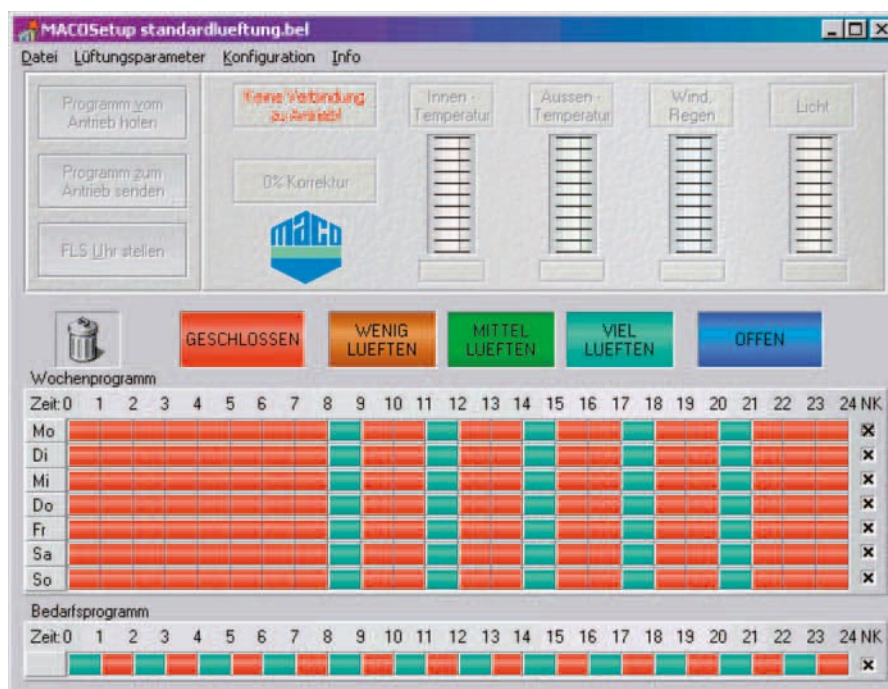 MACOSetup standardlueftung.bel
Datei Lüftungsparameter Konfiguration Info
Programm vom
Antrieb holen
Programm zum
Antrieb senden
FLS Uhr stellen
Keine Verbindung
zu Antrieb!
0% Korrektur
maco
Innen -
Temperatur
Aussen -
Temperatur
Wind,
Regen
Licht
GESCHLOSSEN
WENIG
LUEFTEN
MITTEL
LUEFTEN
VIEL
LUEFTEN
OFFEN
Wochenprogramm
Zeit: 0 1 2 3 4 5 6 7 8 9 10 11 12 13 14 15 16 17 18 19 20 21 22 23 24 NK
Mo
Di
Mi
Do
Fr
Sa
So
Bedarfsprogramm
Zeit: 0 1 2 3 4 5 6 7 8 9 10 11 12 13 14 15 16 17 18 19 20 21 22 23 24 NK